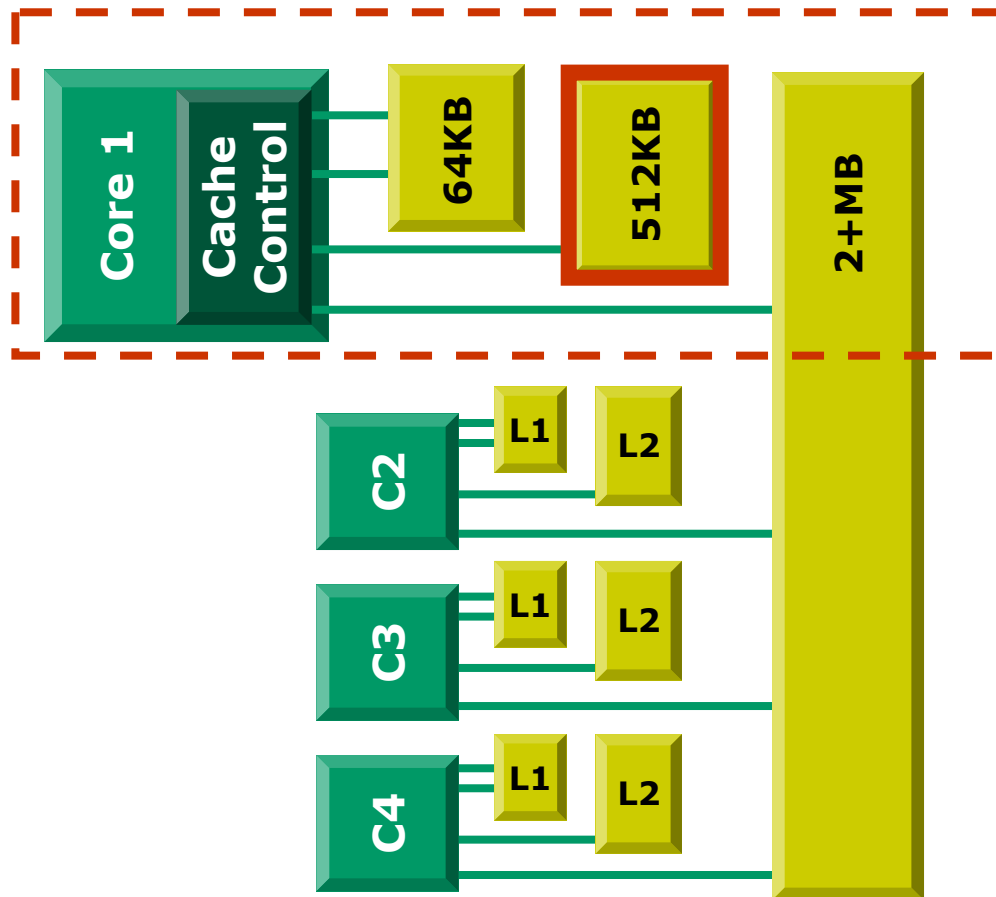 Core 1
Cache
Control
64KB
512KB
2+MB
C2
L1
L2
C3
L1
L2
C4
L1
L2